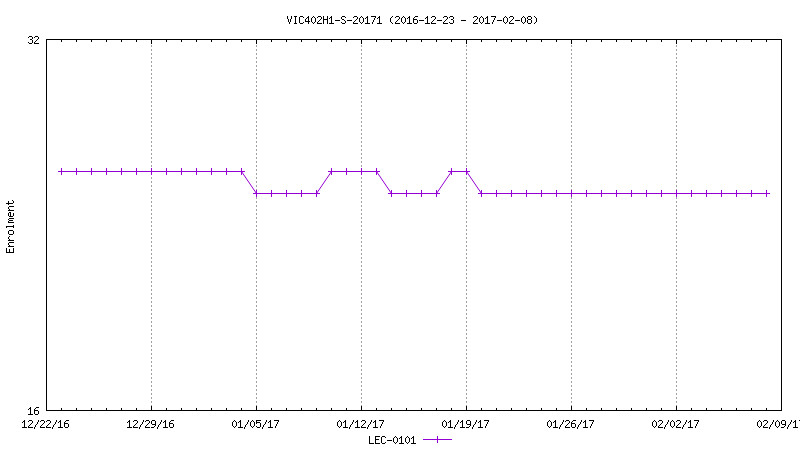 VIC402H1-S-20171 (2016-12-23 - 2017-02-08)
32
Enrolment
16
12/22/16 12/29/16 01/05/17 01/12/17 01/19/17 01/26/17 02/02/17 02/09/1
LEC-0101